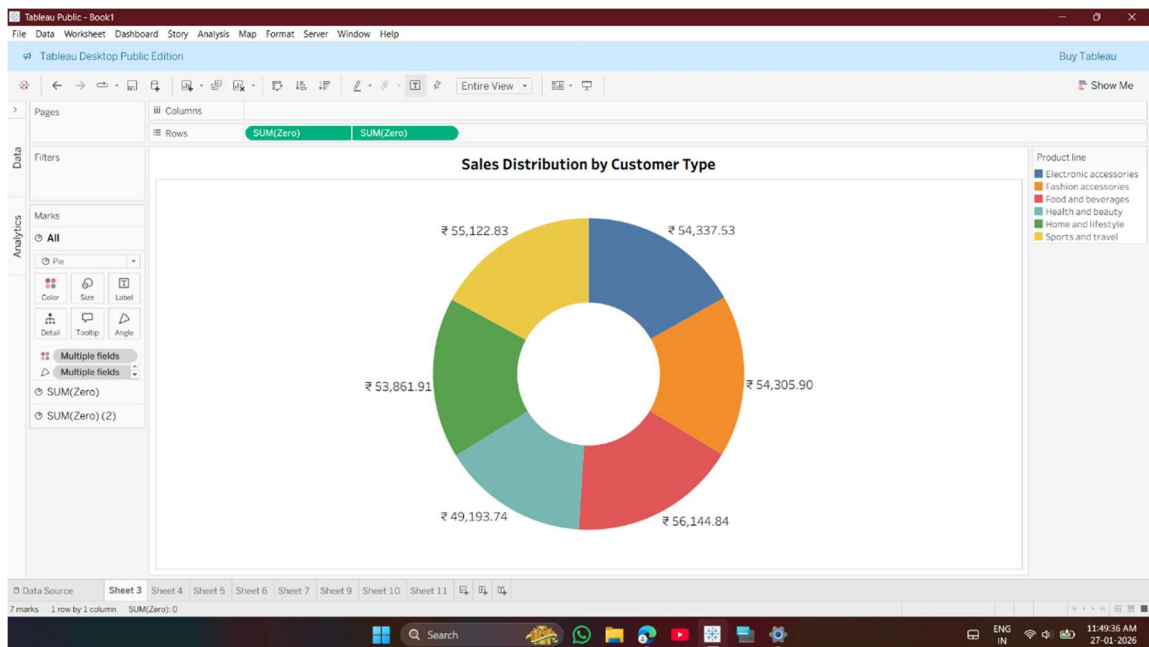 Tableau Public - Book1
File Data Worksheet Dashboard Story Analysis Map Format Server Window Help
Tableau Desktop Public Edition
Buy Tableau
Entire View
Show Me
Pages
Columns
Rows
SUM(Zero) SUM(Zero)
Data
Filters
Analytics
Marks
All
Pie
Color Size Label
Detail Tooltip Angle
Multiple fields
Multiple fields
SUM(Zero)
SUM(Zero) (2)
Sales Distribution by Customer Type
₹ 55,122.83
₹ 54,337.53
₹ 53,861.91
₹ 54,305.90
₹ 49,193.74
₹ 56,144.84
Product line
Electronic accessories
Fashion accessories
Food and beverages
Health and beauty
Home and lifestyle
Sports and travel
Data Source Sheet 3 Sheet 4 Sheet 5 Sheet 6 Sheet 7 Sheet 9 Sheet 10 Sheet 11
7 marks 1 row by 1 column SUM(Zero): 0
Search
ENG
IN
11:49:36 AM
27-01-2026